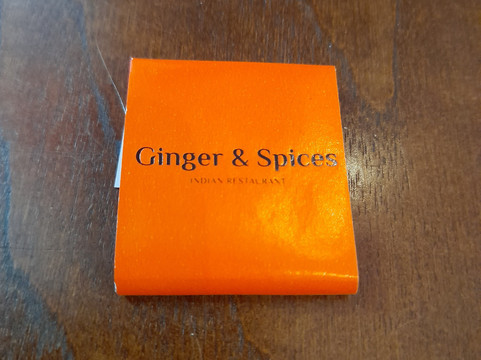 Ginger & Spices
INDIAN RESTAURANT